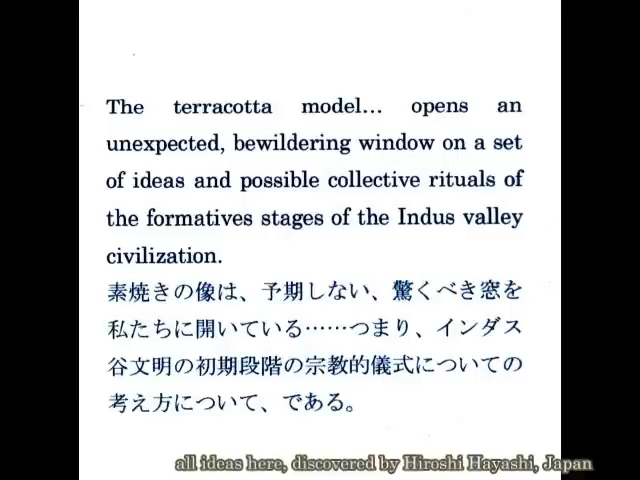 The terracotta model... opens an
unexpected, bewildering window on a set
of ideas and possible collective rituals of
the formatives stages of the Indus valley
civilization.
素焼きの像は、予期しない、驚くべき窓を
私たちに開いている……つまり、インダス
谷文明の初期段階の宗教的儀式についての
考え方について、である。
all ideas here, discovered by Hiroshi Hayashi, Japan